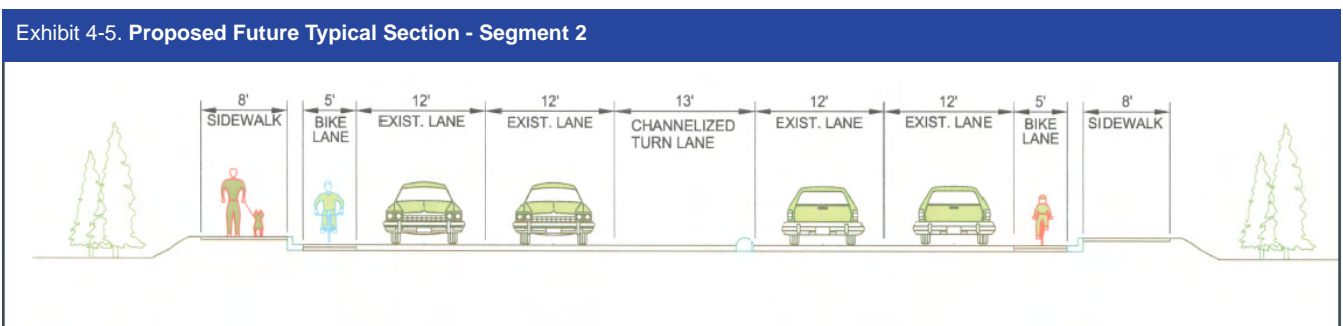 Exhibit 4-5. Proposed Future Typical Section - Segment 2
8' 5' 12' 12' 13' 12' 12' 5' 8'
SIDEWALK BIKE EXIST. LANE EXIST. LANE CHANNELIZED EXIST. LANE EXIST. LANE BIKE SIDEWALK
LANE TURN LANE LANE